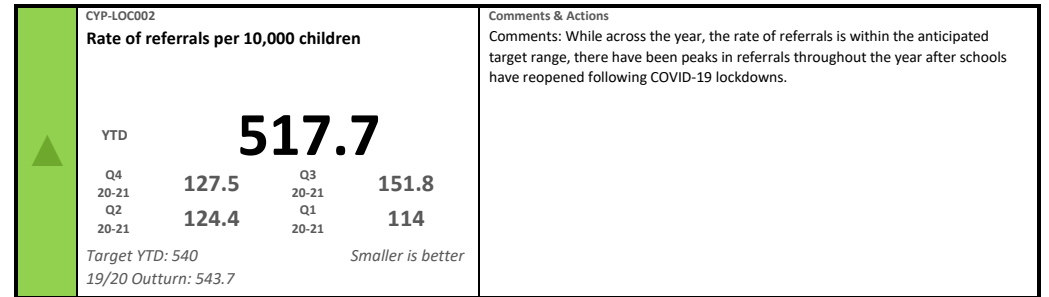 CYP-LOC002
Rate of referrals per 10,000 children
YTD 517.7
Q4 20-21 127.5 Q3 20-21 151.8
Q2 20-21 124.4 Q1 20-21 114
Target YTD: 540 Smaller is better
19/20 Outturn: 543.7
Comments & Actions
Comments: While across the year, the rate of referrals is within the anticipated
target range, there have been peaks in referrals throughout the year after schools
have reopened following COVID-19 lockdowns.